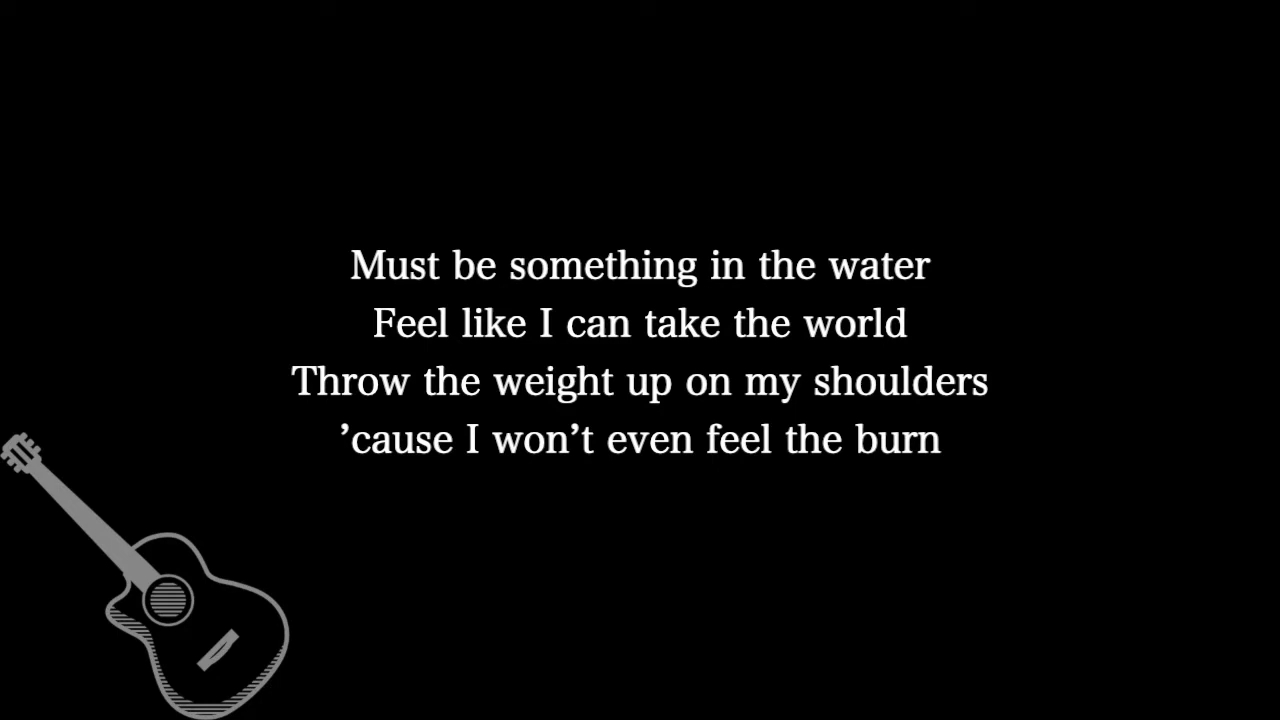 Must be something in the water
Feel like I can take the world
Throw the weight up on my shoulders
’cause I won’t even feel the burn